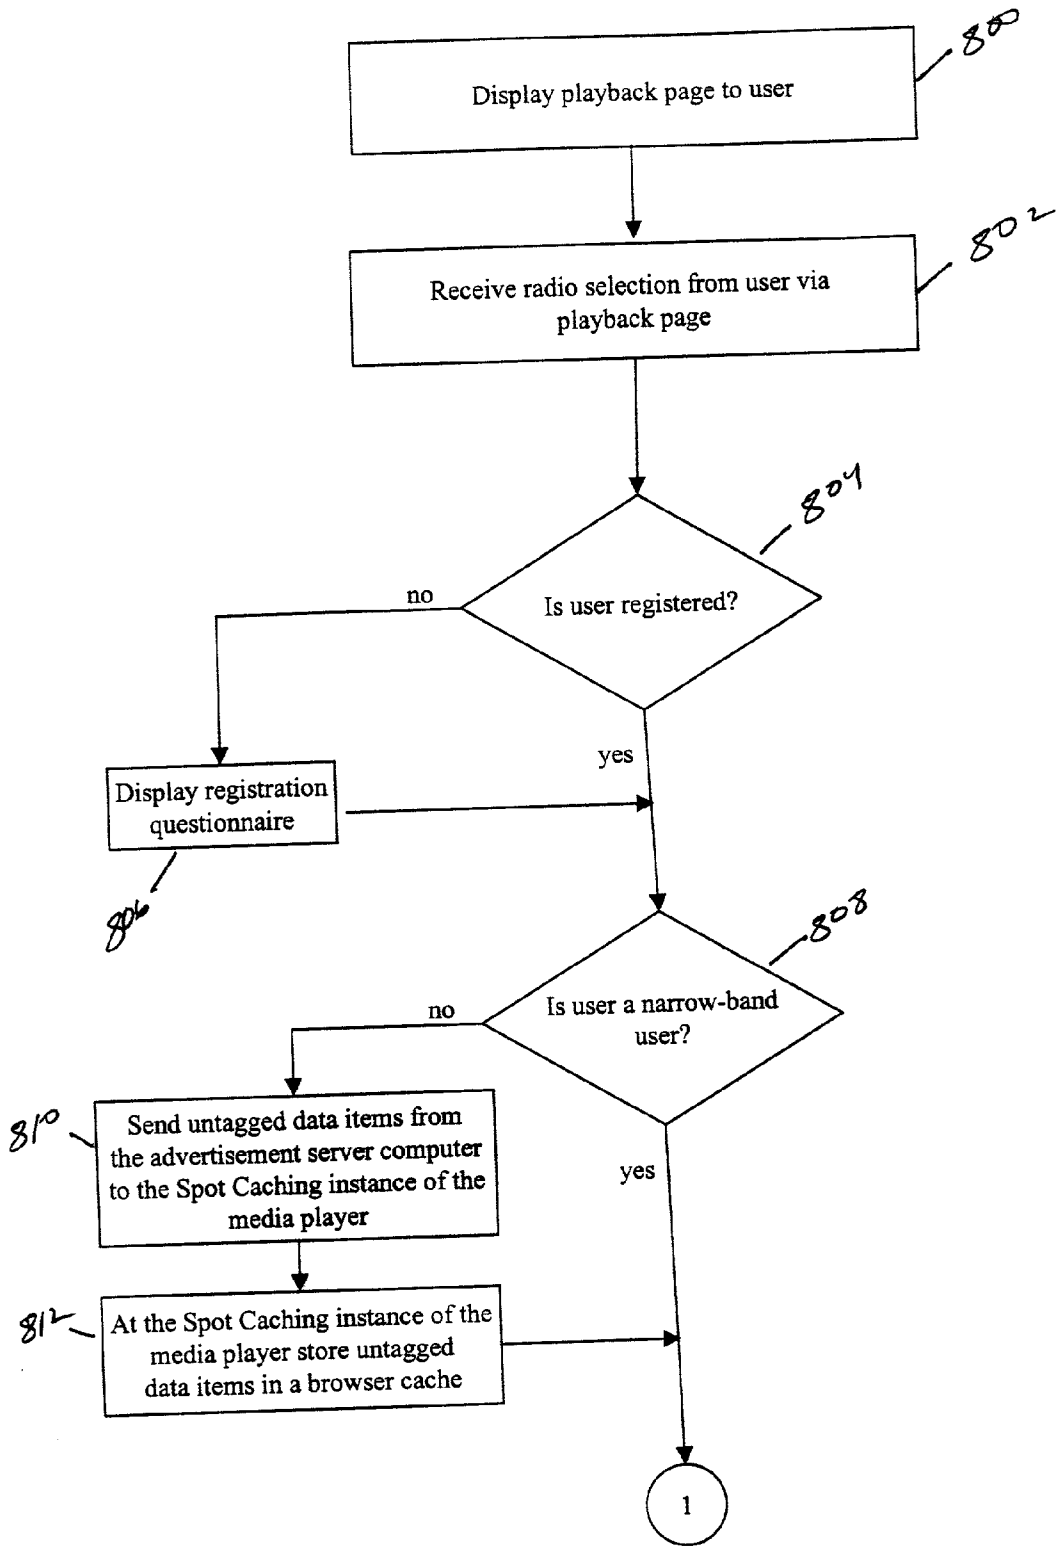 Display playback page to user
800
Receive radio selection from user via
playback page
802
Is user registered?
804
no
yes
Display registration
questionnaire
806
Is user a narrow-band
user?
808
no
yes
Send untagged data items from
the advertisement server computer
to the Spot Caching instance of the
media player
810
At the Spot Caching instance of the
media player store untagged
data items in a browser cache
812
1